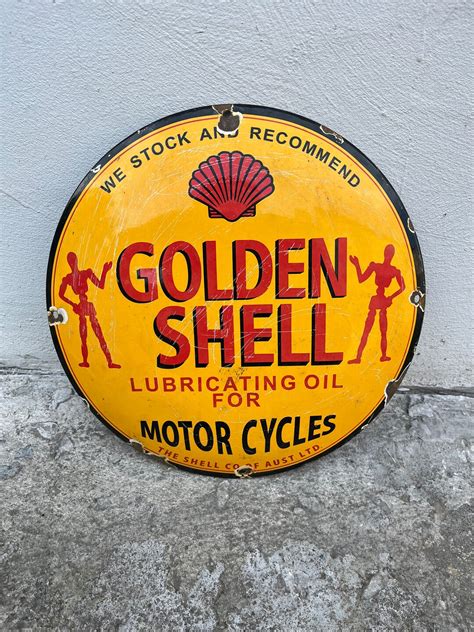 WE STOCK AND RECOMMEND
GOLDEN
SHELL
LUBRICATING OIL
FOR
MOTOR CYCLES
THE SHELL CO OF AUST LTD